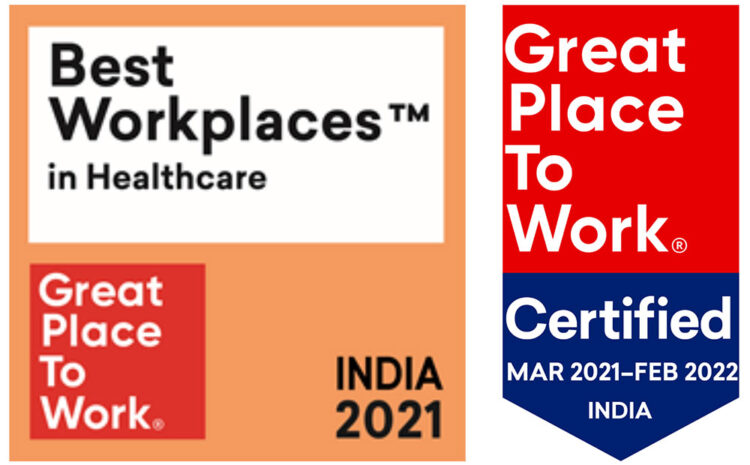 Best
Workplaces™
in Healthcare
Great
Place
To
Work®
INDIA
2021
Great
Place
To
Work®
Certified
MAR 2021–FEB 2022
INDIA